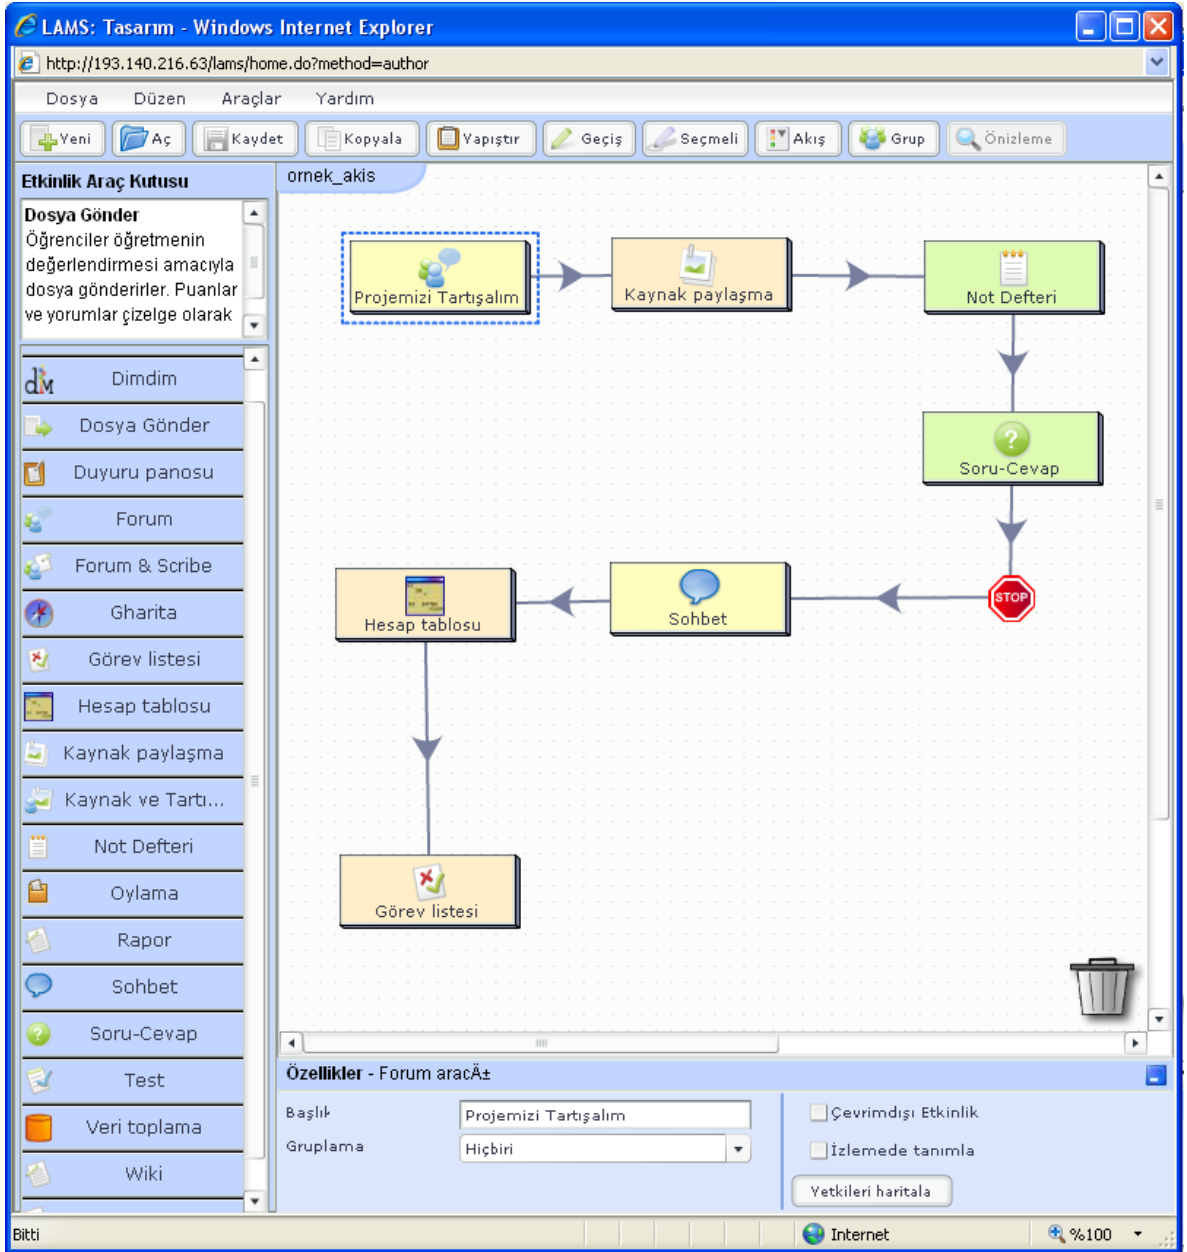 LAMS: Tasarım - Windows Internet Explorer
http://193.140.216.63/lams/home.do?method=author
Dosya Düzen Araçlar Yardım
Yeni Aç Kaydet Kopyala Yapıştır Geçiş Seçmeli Akış Grup Önizleme
Etkinlik Araç Kutusu
Dosya Gönder
Öğrenciler öğretmenin
değerlendirmesi amacıyla
dosya gönderirler. Puanlar
ve yorumlar çizelge olarak
dim Dimdim
Dosya Gönder
Duyuru panosu
Forum
Forum & Scribe
Gharita
Görev listesi
Hesap tablosu
Kaynak paylaşma
Kaynak ve Tartı...
Not Defteri
Oylama
Rapor
Sohbet
Soru-Cevap
Test
Veri toplama
Wiki
ornek_akis
Projemizi Tartışalım
Kaynak paylaşma
Not Defteri
Soru-Cevap
STOP
Sohbet
Hesap tablosu
Görev listesi
Özellikler - Forum aracÄ±
Başlık Projemizi Tartışalım
Gruplama Hiçbiri
Çevrimdışı Etkinlik
İzlemede tanımla
Yetkileri haritala
Bitti Internet %100